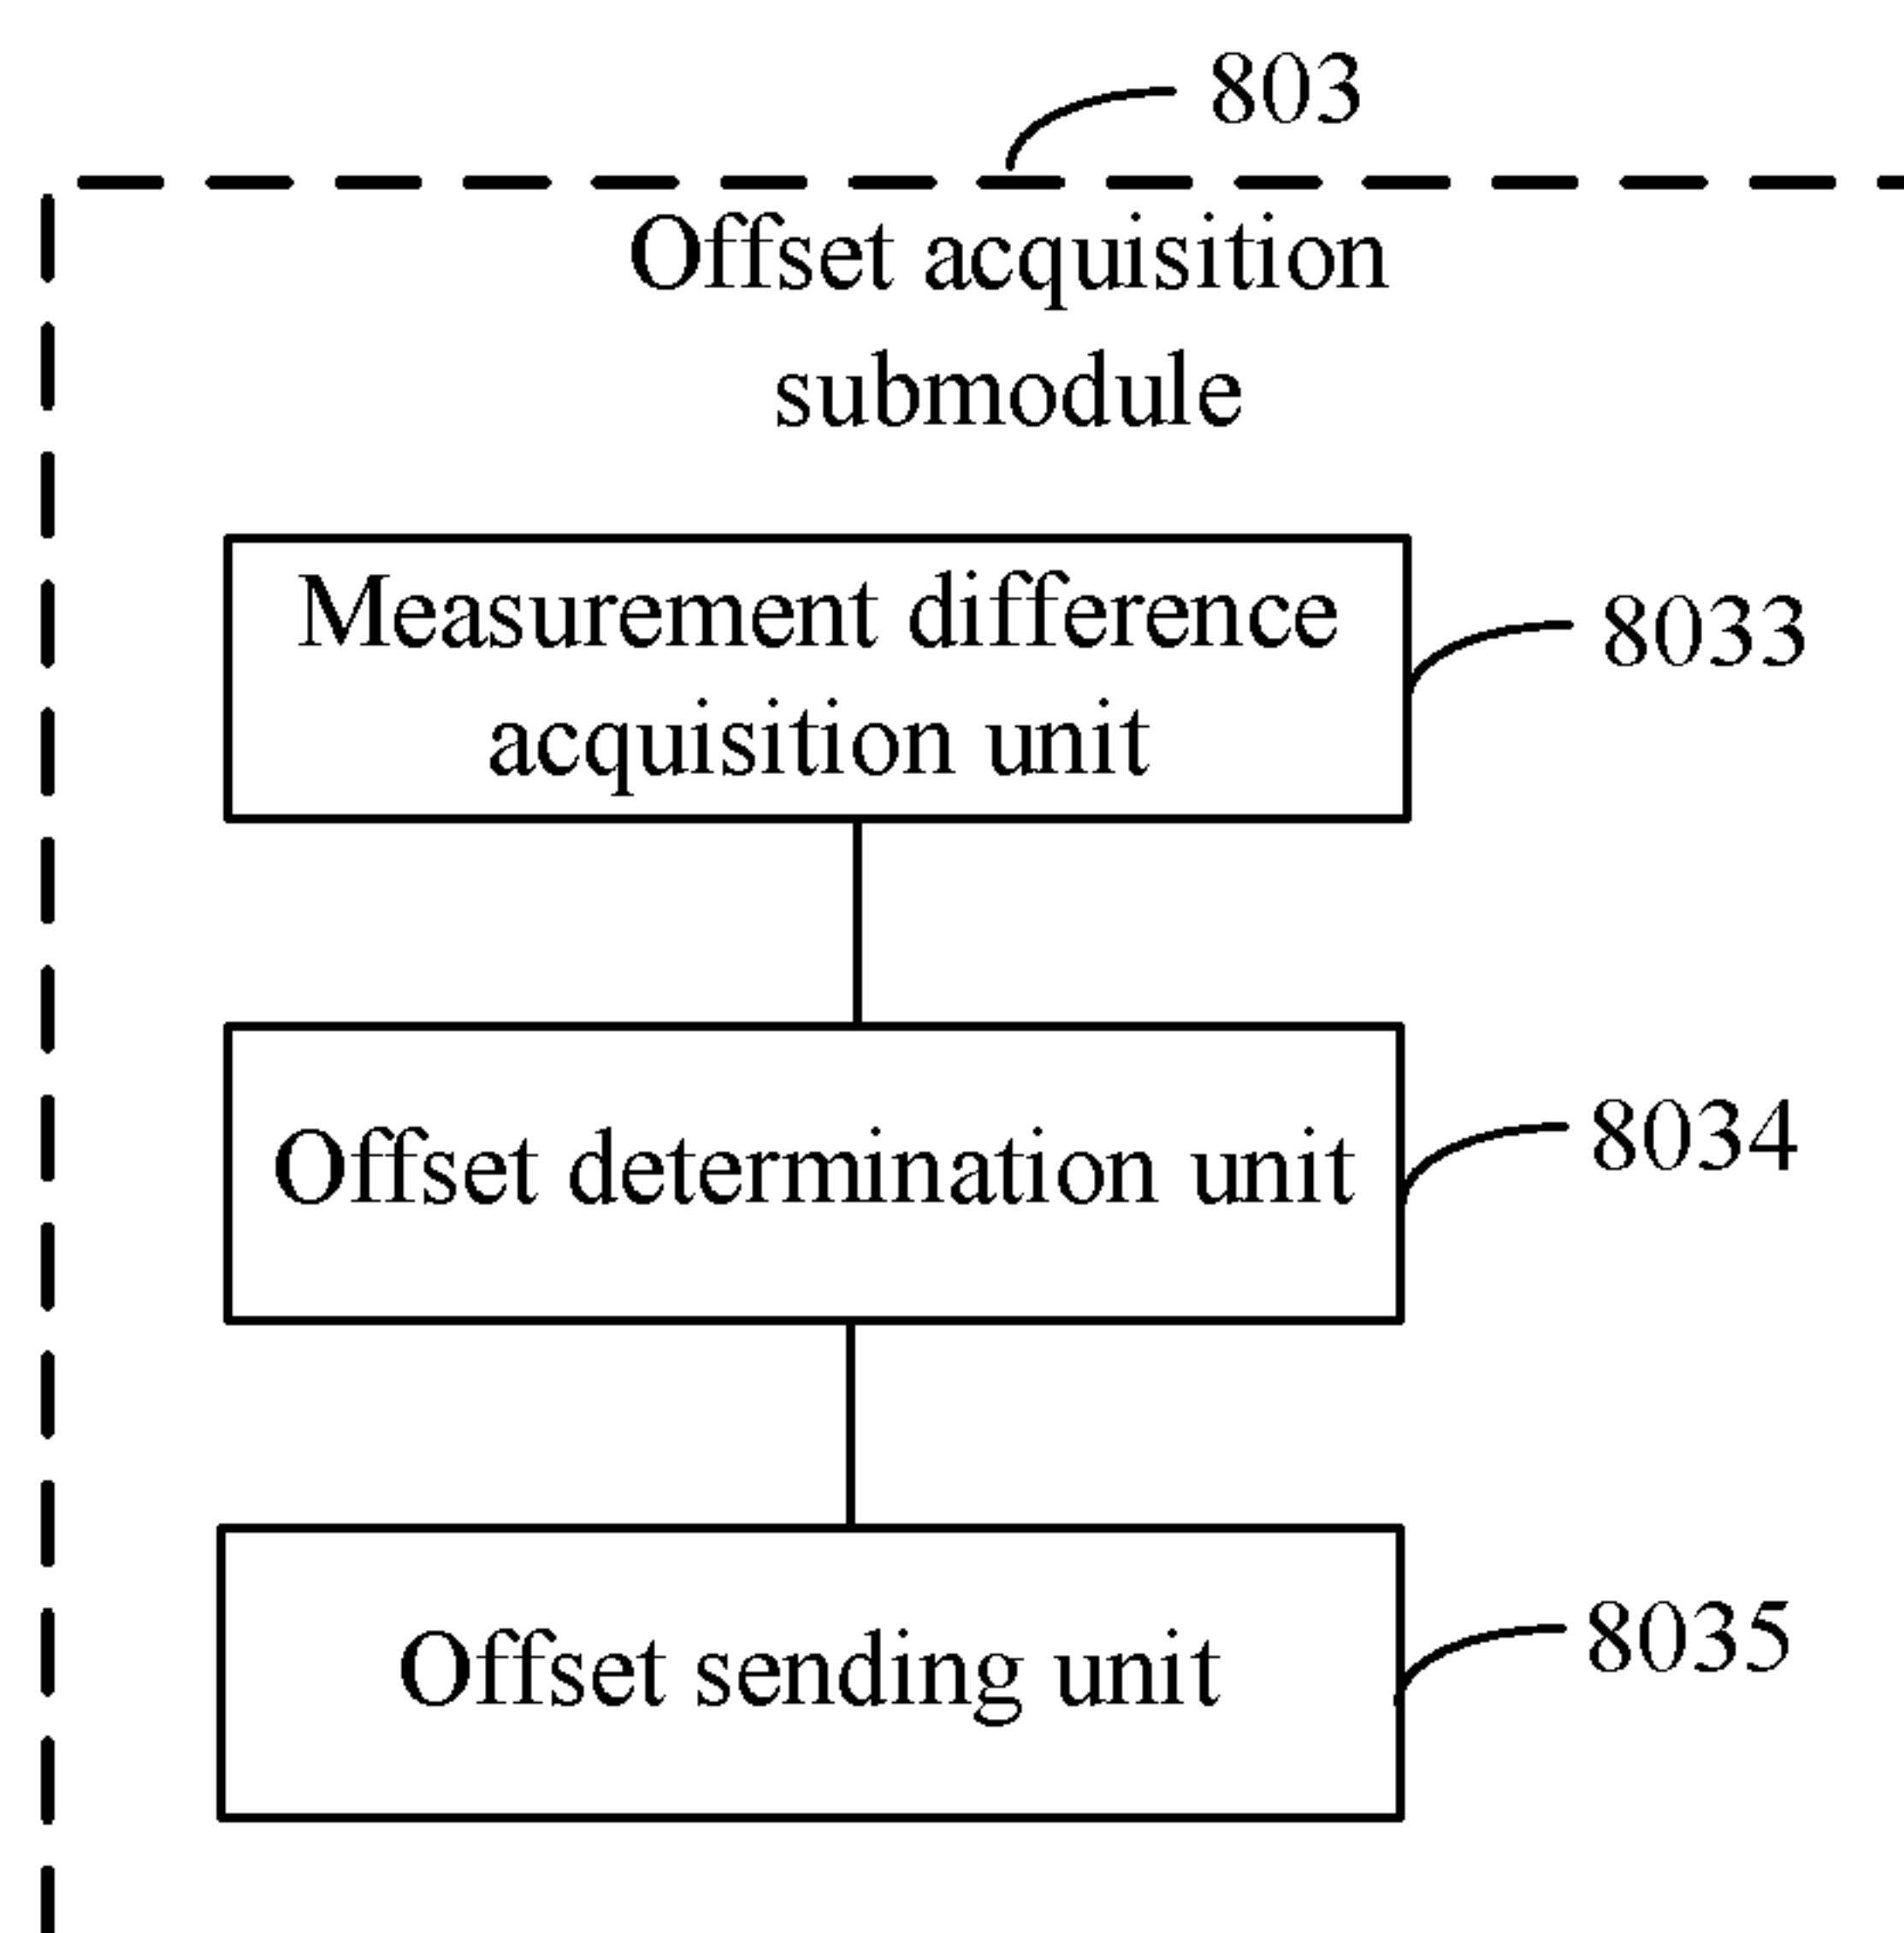 803
Offset acquisition
submodule
Measurement difference
acquisition unit
8033
Offset determination unit
8034
Offset sending unit
8035